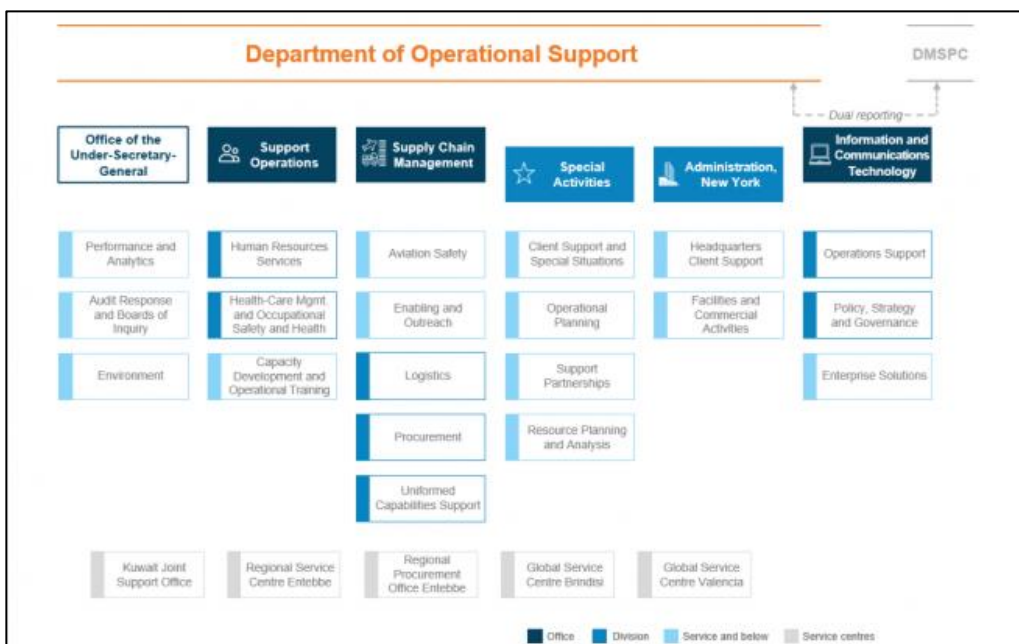 Department of Operational Support
DMSPC
Dual reporting
Office of the
Under-Secretary-
General
Support
Operations
Supply Chain
Management
Special
Activities
Administration,
New York
Information and
Communications
Technology
Performance and
Analytics
Human Resources
Services
Aviation Safety
Client Support and
Special Situations
Headquarters
Client Support
Operations Support
Audit Response
and Boards of
Inquiry
Health-Care Mgmt.
and Occupational
Safety and Health
Enabling and
Outreach
Operational
Planning
Facilities and
Commercial
Activities
Policy, Strategy
and Governance
Environment
Capacity
Development and
Operational Training
Logistics
Support
Partnerships
Enterprise Solutions
Procurement
Resource Planning
and Analysis
Uniformed
Capabilities Support
Kuwait Joint
Support Office
Regional Service
Centre Entebbe
Regional
Procurement
Office Entebbe
Global Service
Centre Brindisi
Global Service
Centre Valencia
Office
Division
Service and below
Service centres